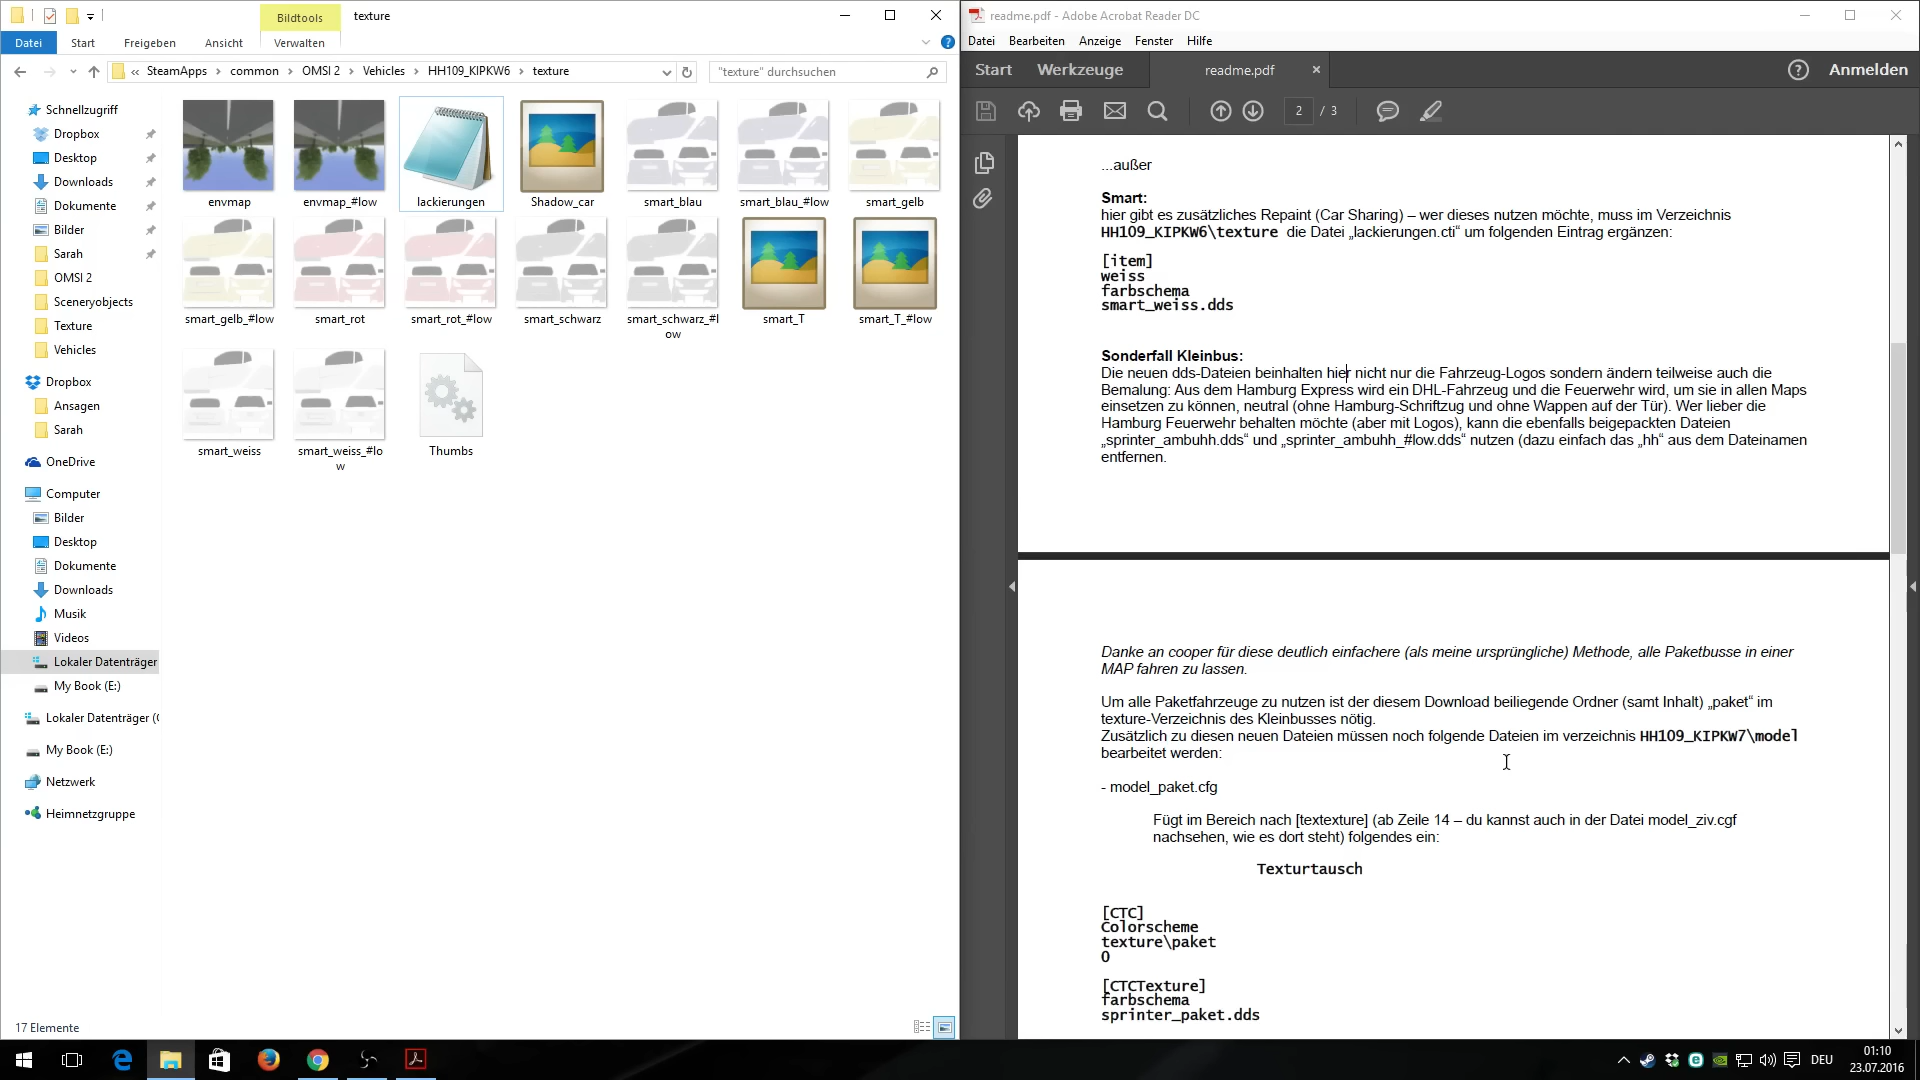 Bildtools
texture
Datei
Start
Freigeben
Ansicht
Verwalten
«
SteamApps
common
OMSI 2
Vehicles
HH109_KIPKW6
texture
"texture" durchsuchen
Schnellzugriff
Dropbox
Desktop
Downloads
Dokumente
Bilder
Sarah
OMSI 2
Sceneryobjects
Texture
Vehicles
Dropbox
Ansagen
Sarah
OneDrive
Computer
Bilder
Desktop
Dokumente
Downloads
Musik
Videos
Lokaler Datenträger
My Book (E:)
Lokaler Datenträger (
My Book (E:)
Netzwerk
Heimnetzgruppe
envmap
envmap_#low
lackierungen
Shadow_car
smart_blau
smart_blau_#low
smart_gelb
smart_gelb_#low
smart_rot
smart_rot_#low
smart_schwarz
smart_schwarz_#l
ow
smart_T
smart_T_#low
smart_weiss
smart_weiss_#lo
w
Thumbs
17 Elemente
readme.pdf - Adobe Acrobat Reader DC
Datei
Bearbeiten
Anzeige
Fenster
Hilfe
Start
Werkzeuge
readme.pdf
Anmelden
2 / 3
...außer
Smart:
hier gibt es zusätzliches Repaint (Car Sharing) – wer dieses nutzen möchte, muss im Verzeichnis
HH109_KIPKW6\texture die Datei „lackierungen.cti“ um folgenden Eintrag ergänzen:
[item]
weiss
farbschema
smart_weiss.dds
Sonderfall Kleinbus:
Die neuen dds-Dateien beinhalten hier nicht nur die Fahrzeug-Logos sondern ändern teilweise auch die
Bemalung: Aus dem Hamburg Express wird ein DHL-Fahrzeug und die Feuerwehr wird, um sie in allen Maps
einsetzen zu können, neutral (ohne Hamburg-Schriftzug und ohne Wappen auf der Tür). Wer lieber die
Hamburg Feuerwehr behalten möchte (aber mit Logos), kann die ebenfalls beigepackten Dateien
„sprinter_ambuhh.dds“ und „sprinter_ambuhh_#low.dds“ nutzen (dazu einfach das „hh“ aus dem Dateinamen
entfernen.
Danke an cooper für diese deutlich einfachere (als meine ursprüngliche) Methode, alle Paketbusse in einer
MAP fahren zu lassen.
Um alle Paketfahrzeuge zu nutzen ist der diesem Download beiliegende Ordner (samt Inhalt) „paket“ im
texture-Verzeichnis des Kleinbusses nötig.
Zusätzlich zu diesen neuen Dateien müssen noch folgende Dateien im verzeichnis HH109_KIPKW7\model
bearbeitet werden:
- model_paket.cfg
Fügt im Bereich nach [textexture] (ab Zeile 14 – du kannst auch in der Datei model_ziv.cgf
nachsehen, wie es dort steht) folgendes ein:
Texturtausch
[CTC]
Colorscheme
texture\paket
0
[CTCTexture]
farbschema
sprinter_paket.dds
DEU
01:10
23.07.2016